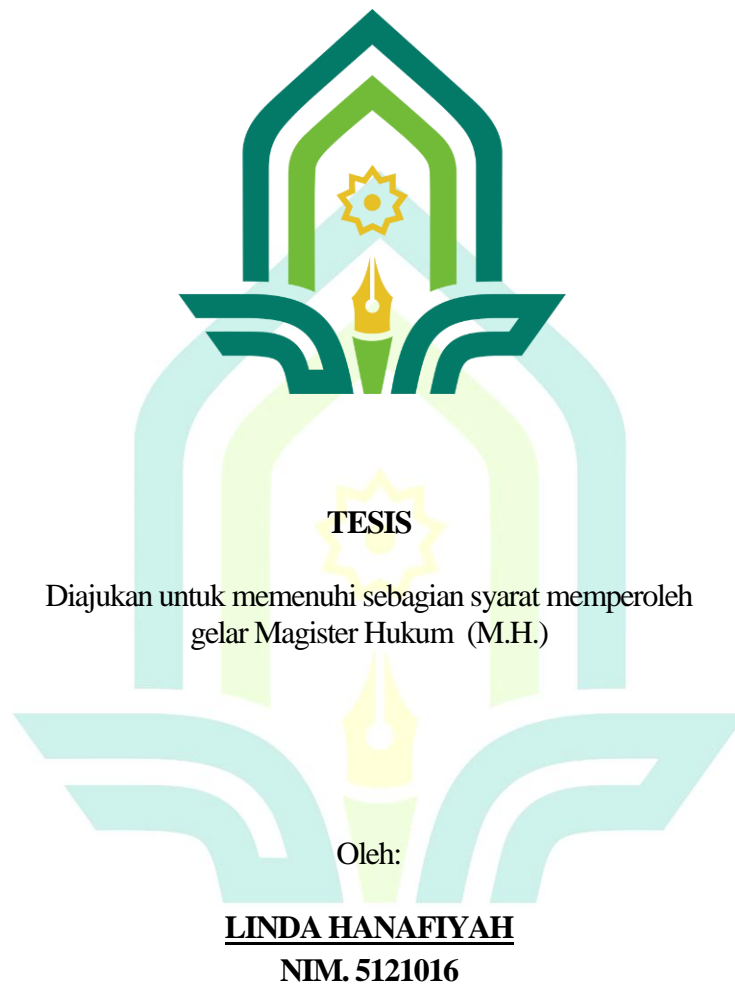 TESIS
Diajukan untuk memenuhi sebagian syarat memperoleh
gelar Magister Hukum (M.H.)
Oleh:
LINDA HANAFIYAH
NIM. 5121016